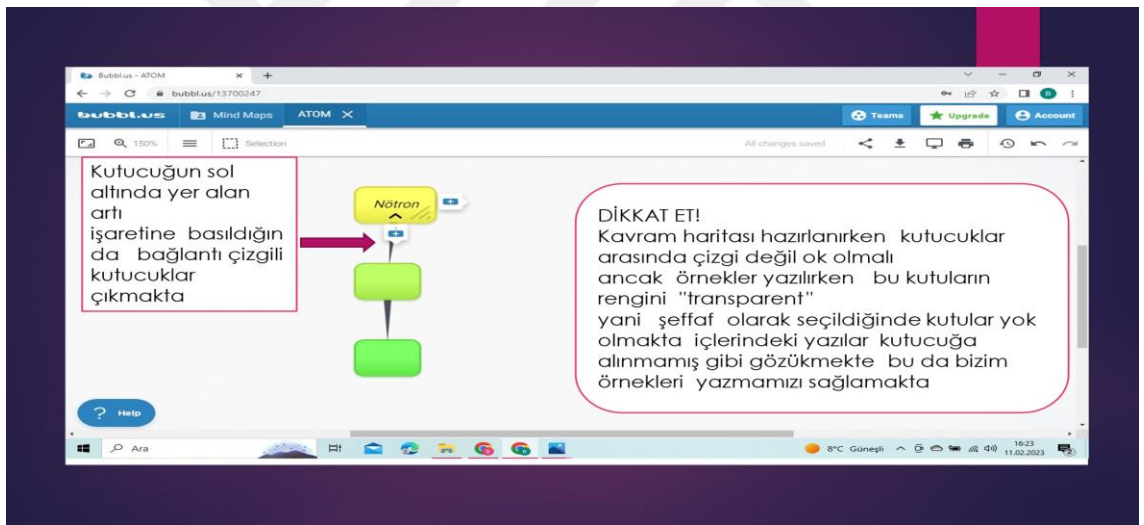 Bubbl.us - ATOM
bubbl.us/13700247
B
bubbl.us Mind Maps ATOM Teams Upgrade Account
150% Selection All changes saved
Kutucuğun sol
altında yer alan
artı
işaretine basıldığın
da bağlantı çizgili
kutucuklar
çıkmakta
Nötron
DİKKAT ET!
Kavram haritası hazırlanırken kutucuklar
arasında çizgi değil ok olmalı
ancak örnekler yazılırken bu kutuların
rengini "transparent"
yani şeffaf olarak seçildiğinde kutular yok
olmakta içlerindeki yazılar kutucuğa
alınmamış gibi gözükmekte bu da bizim
örnekleri yazmamızı sağlamakta
? Help
Ara
8°C Güneşli
16:23
11.02.2023
2